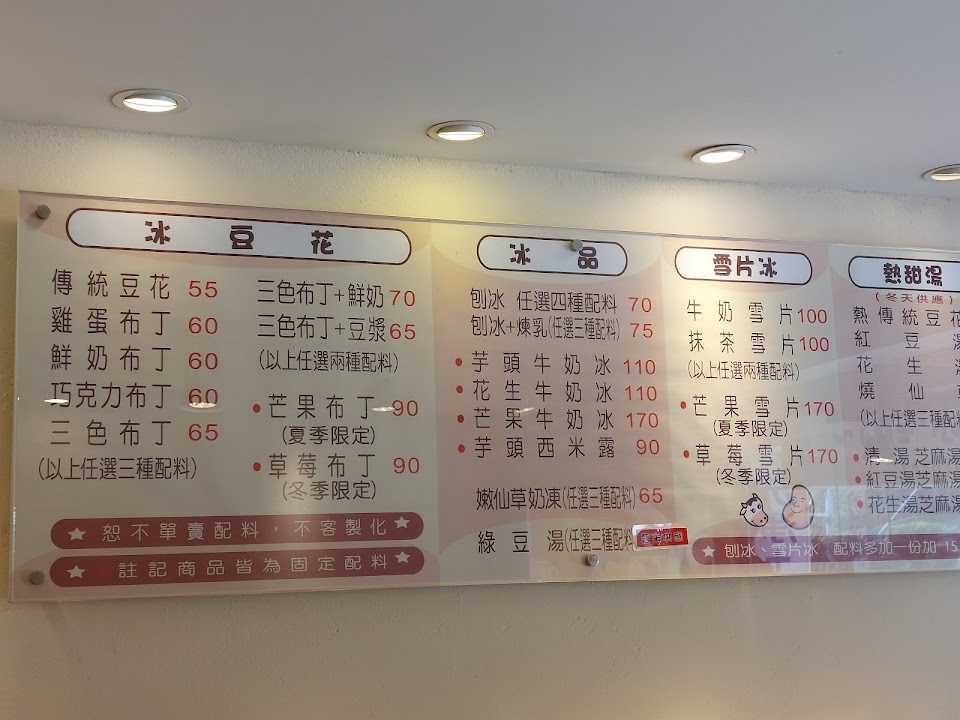 冰豆花
傳統豆花 55
雞蛋布丁 60
鮮奶布丁 60
巧克力布丁 60
三色布丁 65
(以上任選三種配料)
三色布丁+鮮奶 70
三色布丁+豆漿 65
(以上任選兩種配料)
•芒果布丁 90
(夏季限定)
•草莓布丁 90
(冬季限定)
★ 恕不單賣配料，不客製化 ★
★ •註記商品皆為固定配料 ★
冰品
刨冰 任選四種配料 70
刨冰+煉乳(任選三種配料) 75
•芋頭牛奶冰 110
•花生牛奶冰 110
•芒果牛奶冰 170
•芋頭西米露 90
嫩仙草奶凍(任選三種配料) 65
綠豆湯(任選三種配料
雪片冰
牛奶雪片 100
抹茶雪片 100
(以上任選兩種配料)
•芒果雪片 170
(夏季限定)
•草莓雪片 170
(冬季限定)
★ 刨冰、雪片冰 配料多加一份加 15
熱甜湯
(冬天供應)
熱傳統豆花
紅豆湯
花生湯
燒仙
(以上任選三種配
•清湯芝麻湯
•紅豆湯芝麻湯
•花生湯芝麻湯